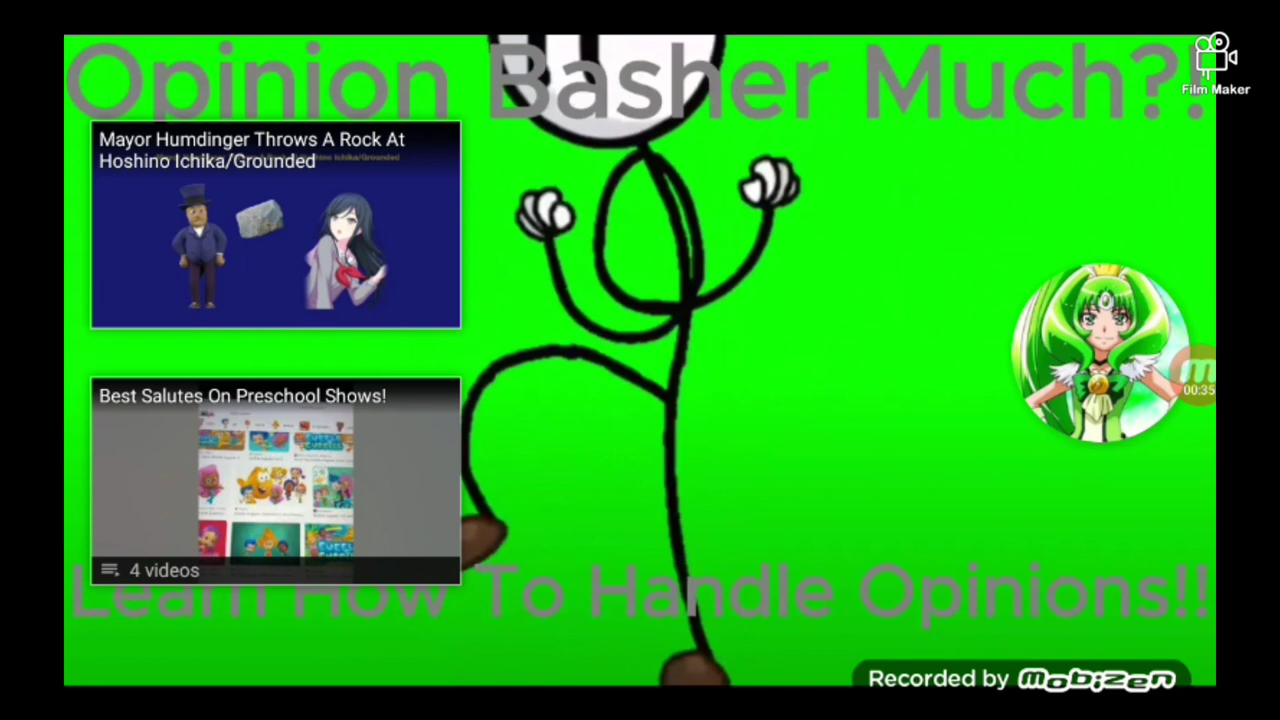 Opinion Basher Much?!
Film Maker
Mayor Humdinger Throws A Rock At
Hoshino Ichika/Grounded
00:35
Best Salutes On Preschool Shows!
4 videos
Learn How To Handle Opinions!!
Recorded by mobizen